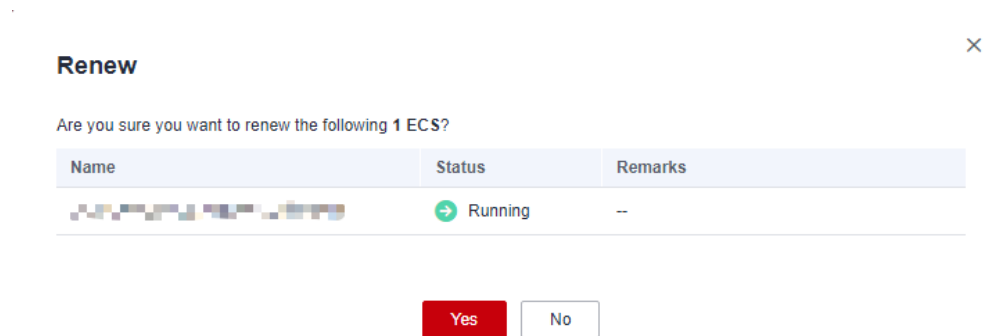 Renew
Are you sure you want to renew the following 1 ECS?
Name Status Remarks
Running --
Yes No